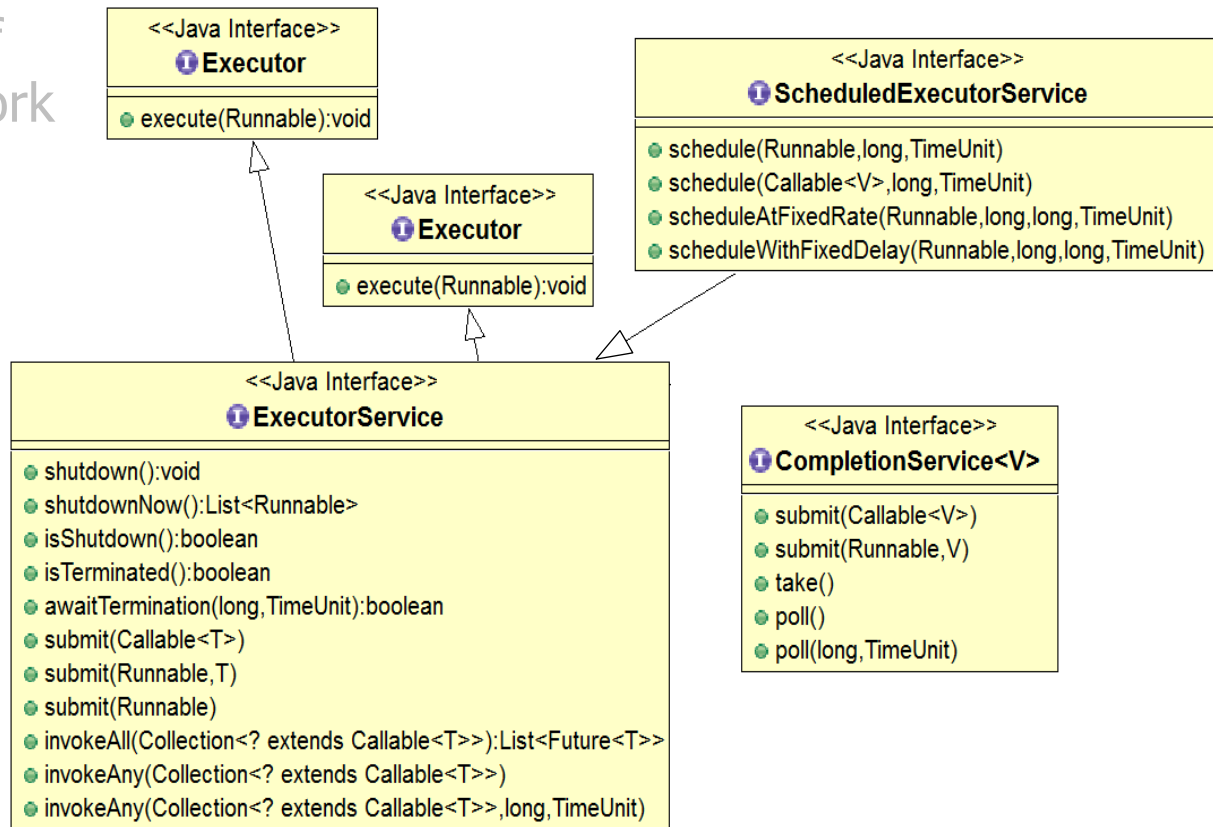 ork
<<Java Interface>>
Executor
execute(Runnable):void
<<Java Interface>>
ScheduledExecutorService
schedule(Runnable,long,TimeUnit)
schedule(Callable<V>,long,TimeUnit)
scheduleAtFixedRate(Runnable,long,long,TimeUnit)
scheduleWithFixedDelay(Runnable,long,long,TimeUnit)
<<Java Interface>>
Executor
execute(Runnable):void
<<Java Interface>>
ExecutorService
shutdown():void
shutdownNow():List<Runnable>
isShutdown():boolean
isTerminated():boolean
awaitTermination(long,TimeUnit):boolean
submit(Callable<T>)
submit(Runnable,T)
submit(Runnable)
invokeAll(Collection<? extends Callable<T>>):List<Future<T>>
invokeAny(Collection<? extends Callable<T>>)
invokeAny(Collection<? extends Callable<T>>,long,TimeUnit)
<<Java Interface>>
CompletionService<V>
submit(Callable<V>)
submit(Runnable,V)
take()
poll()
poll(long,TimeUnit)